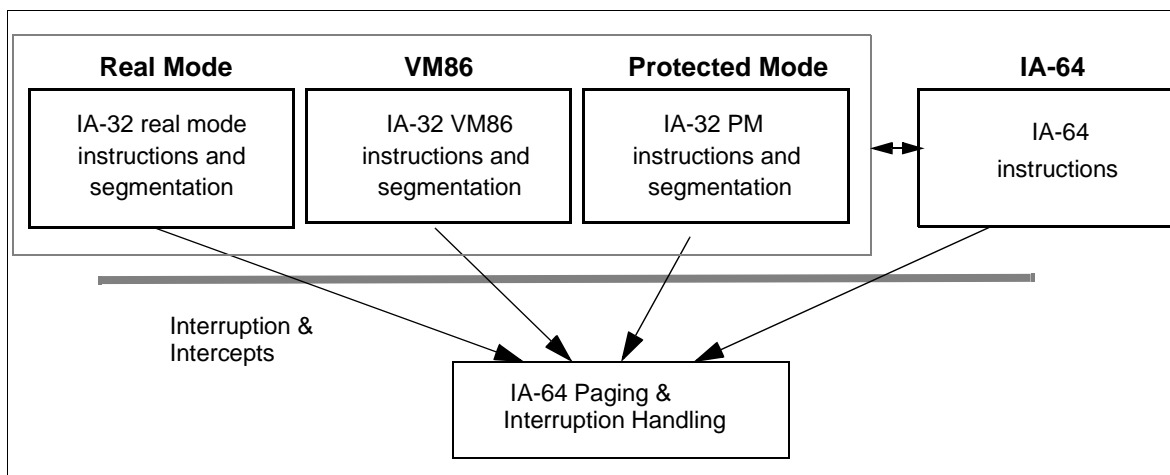 Real Mode
IA-32 real mode
instructions and
segmentation
VM86
IA-32 VM86
instructions and
segmentation
Protected Mode
IA-32 PM
instructions and
segmentation
IA-64
IA-64
instructions
Interruption &
Intercepts
IA-64 Paging &
Interruption Handling